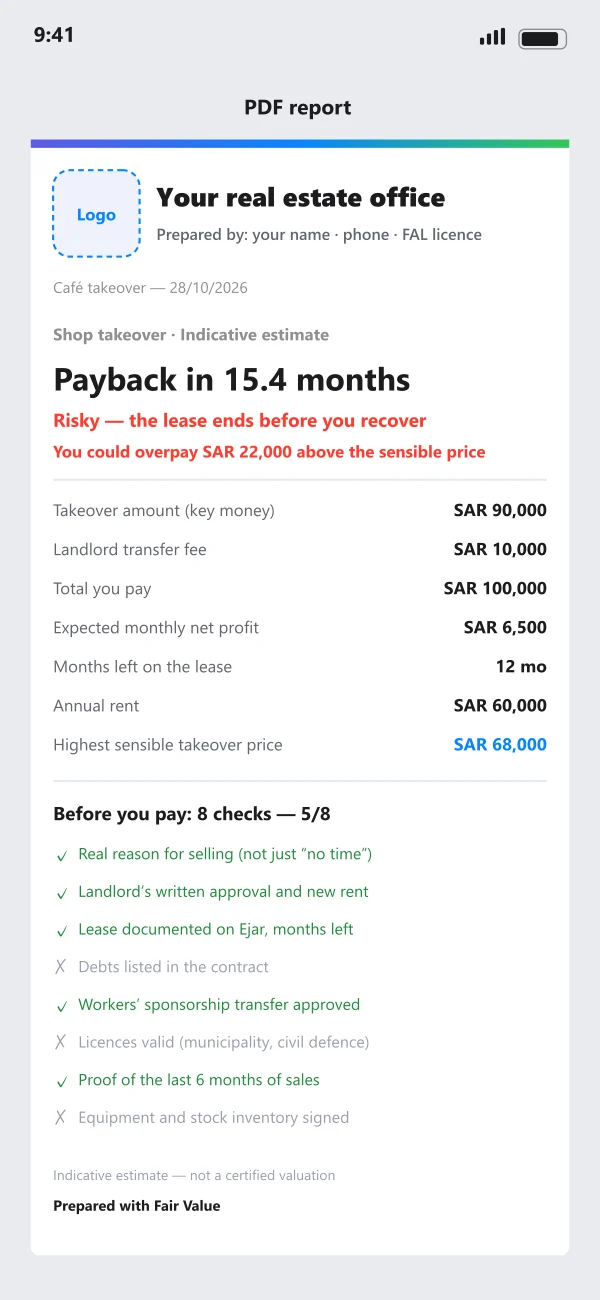 9:41
PDF report
Logo
Your real estate office
Prepared by: your name · phone · FAL licence
Café takeover — 28/10/2026
Shop takeover · Indicative estimate
Payback in 15.4 months
Risky — the lease ends before you recover
You could overpay SAR 22,000 above the sensible price
Takeover amount (key money) SAR 90,000
Landlord transfer fee SAR 10,000
Total you pay SAR 100,000
Expected monthly net profit SAR 6,500
Months left on the lease 12 mo
Annual rent SAR 60,000
Highest sensible takeover price SAR 68,000
Before you pay: 8 checks — 5/8
✓ Real reason for selling (not just “no time”)
✓ Landlord’s written approval and new rent
✓ Lease documented on Ejar, months left
✗ Debts listed in the contract
✓ Workers’ sponsorship transfer approved
✗ Licences valid (municipality, civil defence)
✓ Proof of the last 6 months of sales
✗ Equipment and stock inventory signed
Indicative estimate — not a certified valuation
Prepared with Fair Value